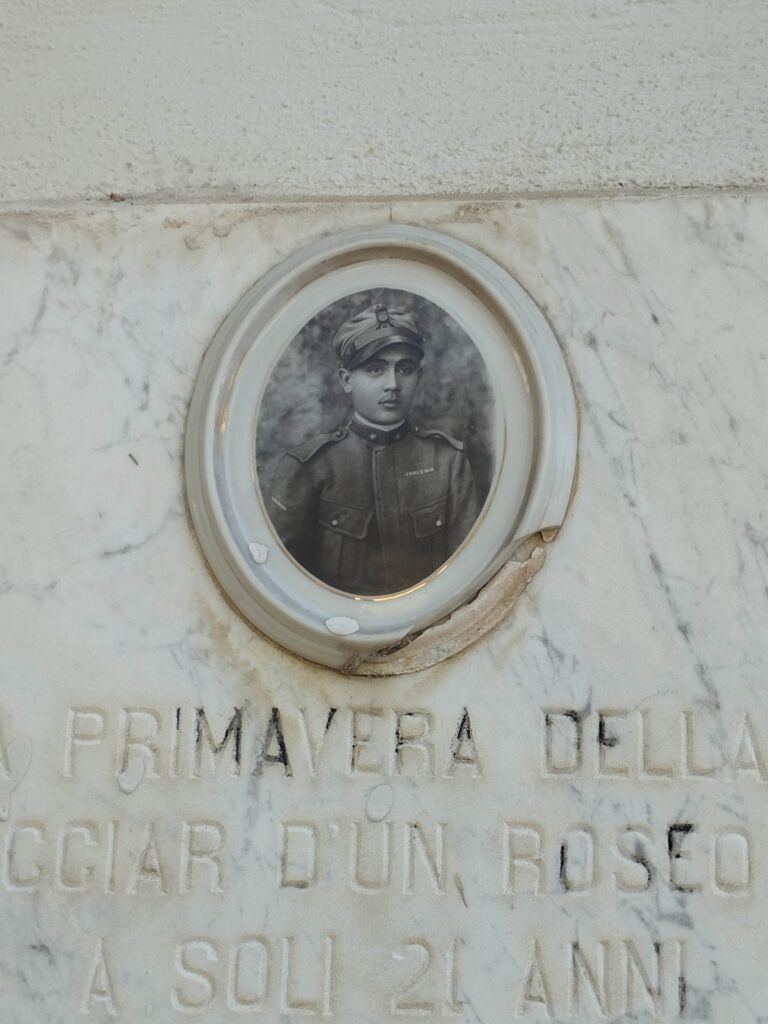 A PRIMAVERA DELLA
CCIAR D'UN ROSEO
A SOLI 21 ANNI